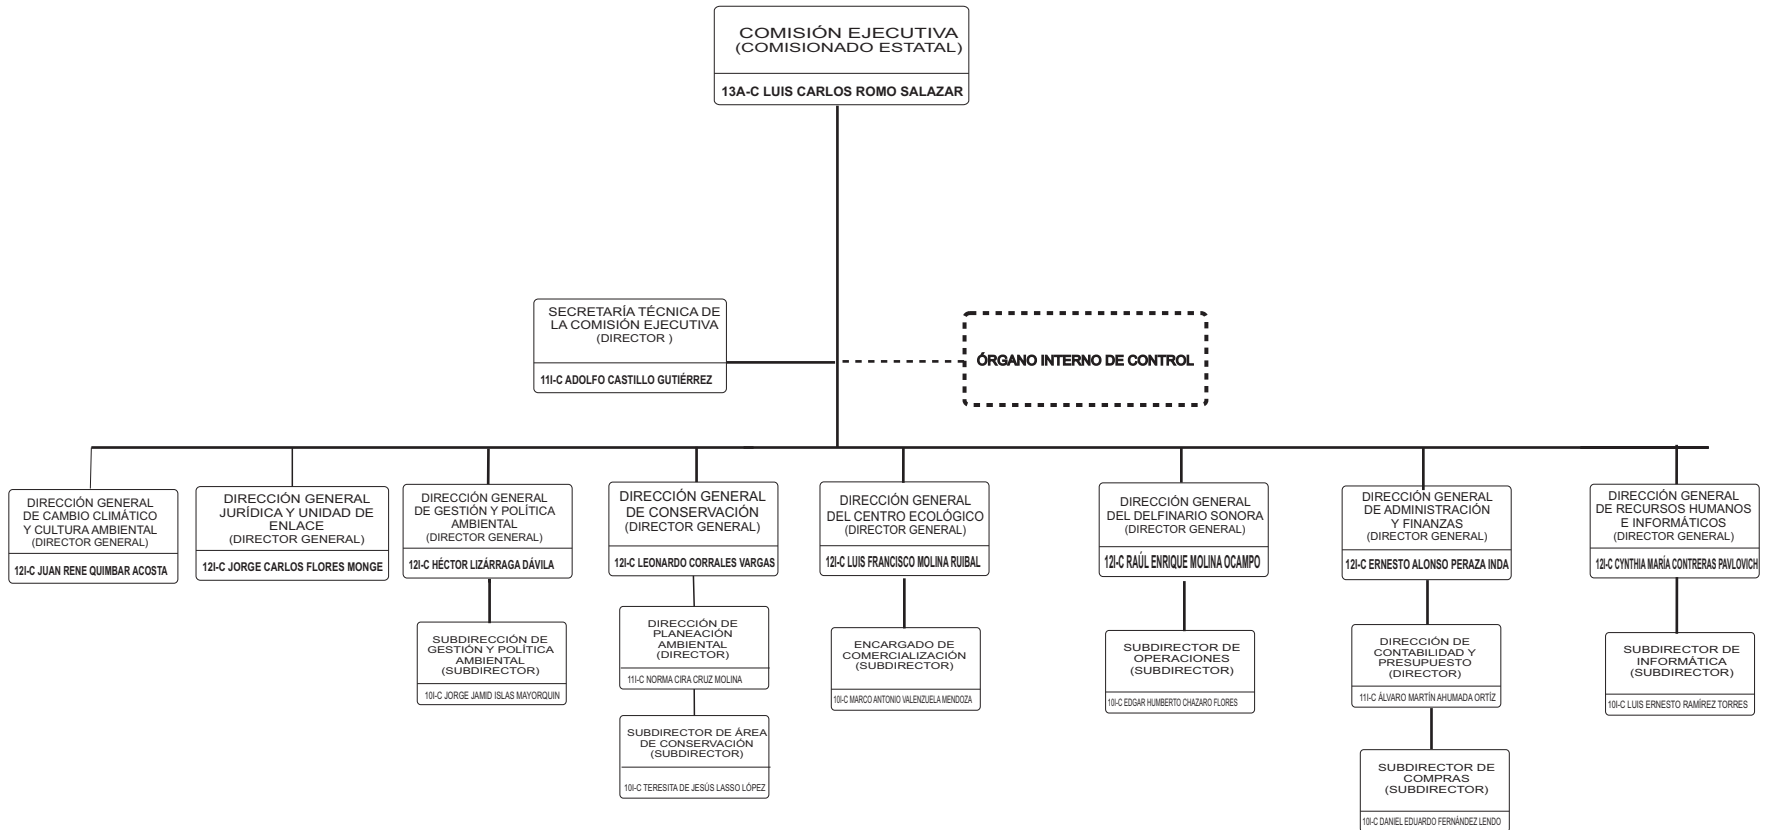 COMISIÓN EJECUTIVA
(COMISIONADO ESTATAL)
13A-C LUIS CARLOS ROMO SALAZAR
SECRETARÍA TÉCNICA DE
LA COMISIÓN EJECUTIVA
(DIRECTOR )
11I-C ADOLFO CASTILLO GUTIÉRREZ
ÓRGANO INTERNO DE CONTROL
DIRECCIÓN GENERAL
DE CAMBIO CLIMÁTICO
Y CULTURA AMBIENTAL
(DIRECTOR GENERAL)
12I-C JUAN RENE QUIMBAR ACOSTA
DIRECCIÓN GENERAL
JURÍDICA Y UNIDAD DE
ENLACE
(DIRECTOR GENERAL)
12I-C JORGE CARLOS FLORES MONGE
DIRECCIÓN GENERAL
DE GESTIÓN Y POLÍTICA
AMBIENTAL
(DIRECTOR GENERAL)
12I-C HÉCTOR LIZÁRRAGA DÁVILA
DIRECCIÓN GENERAL
DE CONSERVACIÓN
(DIRECTOR GENERAL)
12I-C LEONARDO CORRALES VARGAS
DIRECCIÓN GENERAL
DEL CENTRO ECOLÓGICO
(DIRECTOR GENERAL)
12I-C LUIS FRANCISCO MOLINA RUIBAL
DIRECCIÓN GENERAL
DEL DELFINARIO SONORA
(DIRECTOR GENERAL)
12I-C RAÚL ENRIQUE MOLINA OCAMPO
DIRECCIÓN GENERAL
DE ADMINISTRACIÓN
Y FINANZAS
(DIRECTOR GENERAL)
12I-C ERNESTO ALONSO PERAZA INDA
DIRECCIÓN GENERAL
DE RECURSOS HUMANOS
E INFORMÁTICOS
(DIRECTOR GENERAL)
12I-C CYNTHIA MARÍA CONTRERAS PAVLOVICH
SUBDIRECCIÓN DE
GESTIÓN Y POLÍTICA
AMBIENTAL
(SUBDIRECTOR)
10I-C JORGE JAMID ISLAS MAYORQUIN
DIRECCIÓN DE
PLANEACIÓN
AMBIENTAL
(DIRECTOR)
11I-C NORMA CIRA CRUZ MOLINA
ENCARGADO DE
COMERCIALIZACIÓN
(SUBDIRECTOR)
10I-C MARCO ANTONIO VALENZUELA MENDOZA
SUBDIRECTOR DE
OPERACIONES
(SUBDIRECTOR)
10I-C EDGAR HUMBERTO CHAZARO FLORES
DIRECCIÓN DE
CONTABILIDAD Y
PRESUPUESTO
(DIRECTOR)
11I-C ÁLVARO MARTÍN AHUMADA ORTÍZ
SUBDIRECTOR DE
INFORMÁTICA
(SUBDIRECTOR)
10I-C LUIS ERNESTO RAMÍREZ TORRES
SUBDIRECTOR DE ÁREA
DE CONSERVACIÓN
(SUBDIRECTOR)
10I-C TERESITA DE JESÚS LASSO LÓPEZ
SUBDIRECTOR DE
COMPRAS
(SUBDIRECTOR)
10I-C DANIEL EDUARDO FERNÁNDEZ LENDO